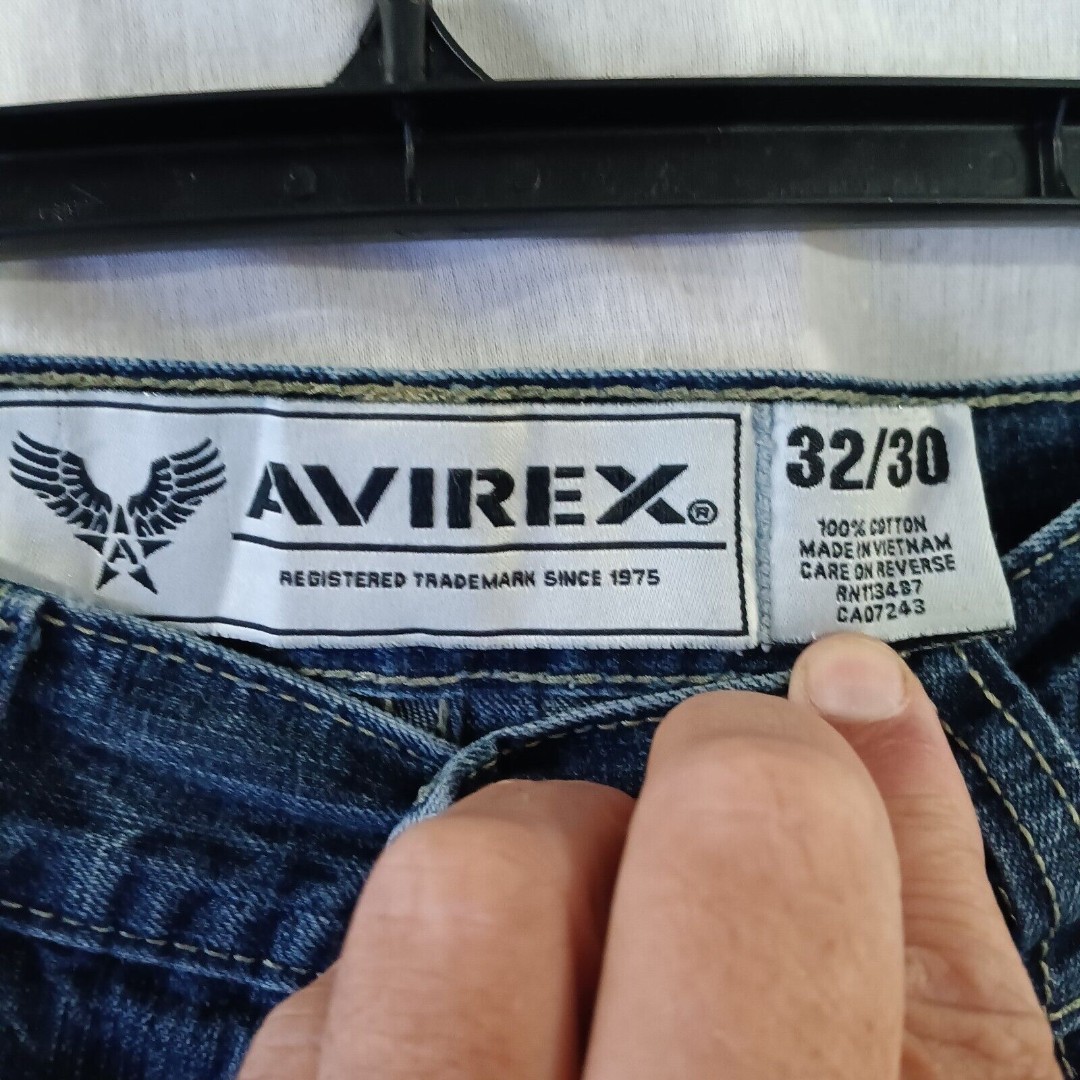 AVIREX®
REGISTERED TRADEMARK SINCE 1975
32/30
100% COTTON
MADE IN VIETNAM
CARE ON REVERSE
RN113487
CA07243